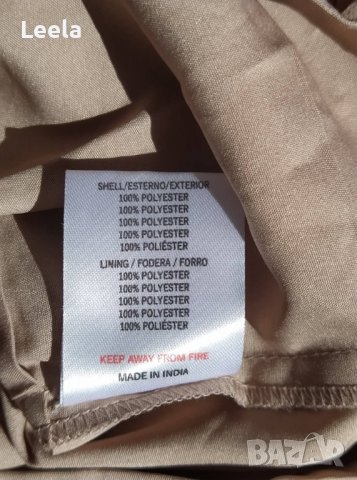 Leela
SHELL/ESTERNO/EXTERIOR
100% POLYESTER
100% POLYESTER
100% POLYESTER
100% POLYESTER
100% POLIÉSTER
LINING / FODERA / FORRO
100% POLYESTER
100% POLYESTER
100% POLYESTER
100% POLYESTER
100% POLIÉSTER
KEEP AWAY FROM FIRE
MADE IN INDIA
BAZAR